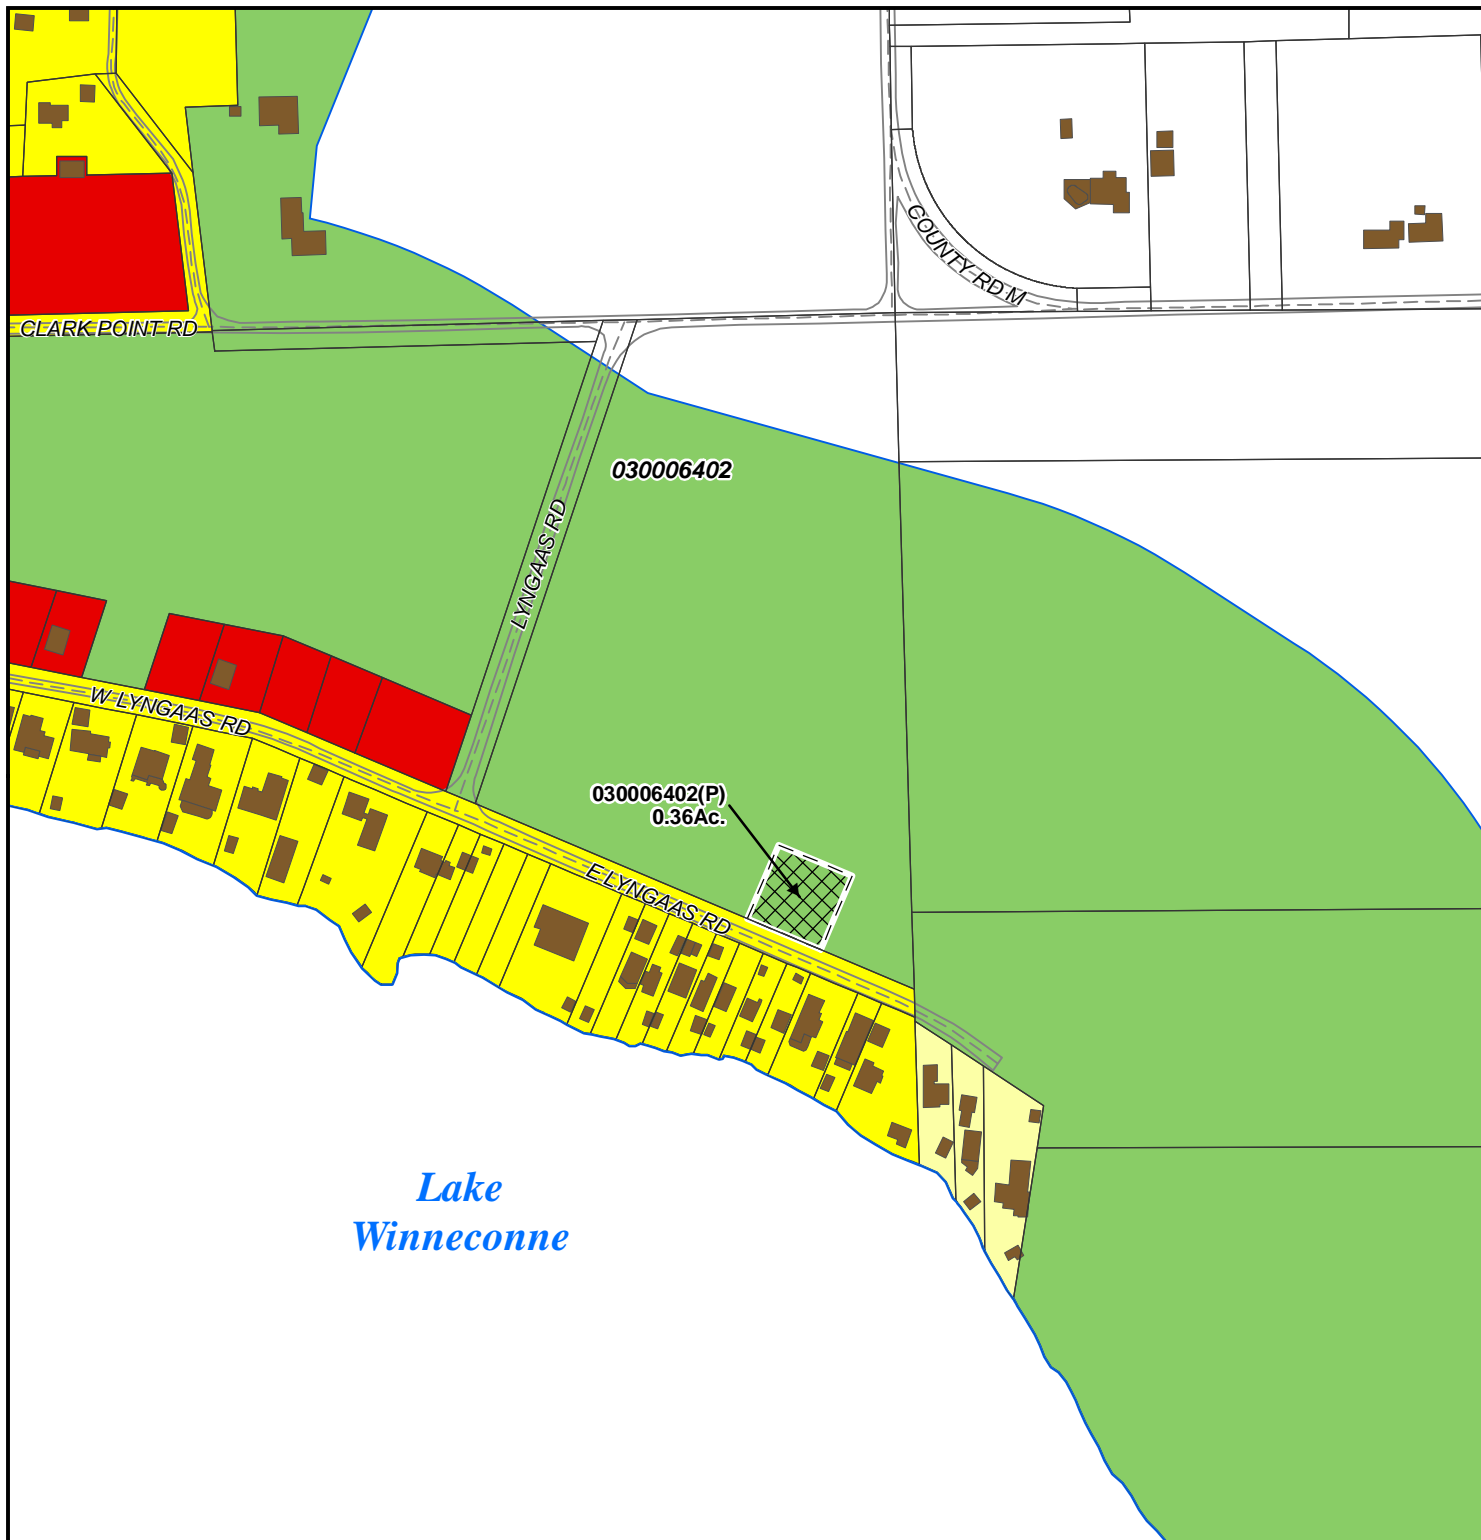 COUNTY RD M
CLARK POINT RD
030006402
LYNGAAS RD
W LYNGAAS RD
030006402(P)
0.36Ac.
E LYNGAAS RD
Lake
Winneconne